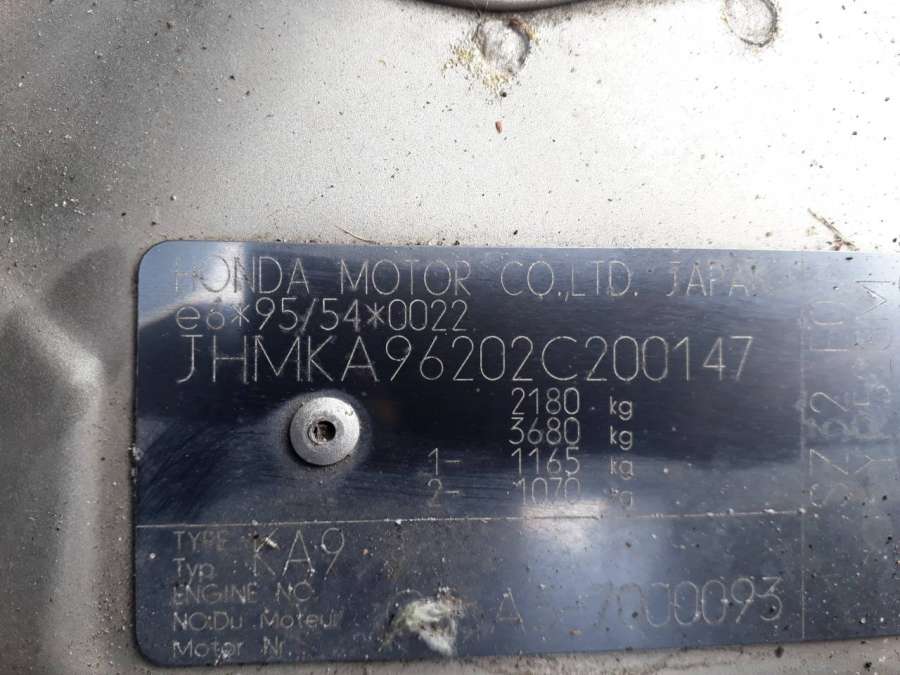 HONDA MOTOR CO.,LTD. JAPAN
e6*95/54*0022
JHMKA96202C200147
2180 kg
3680 kg
1- 1165 kg
2- 1070 kg
TYPE KA9
Typ
ENGINE NO.
NO:Du Moteur
Motor Nr.
7000093